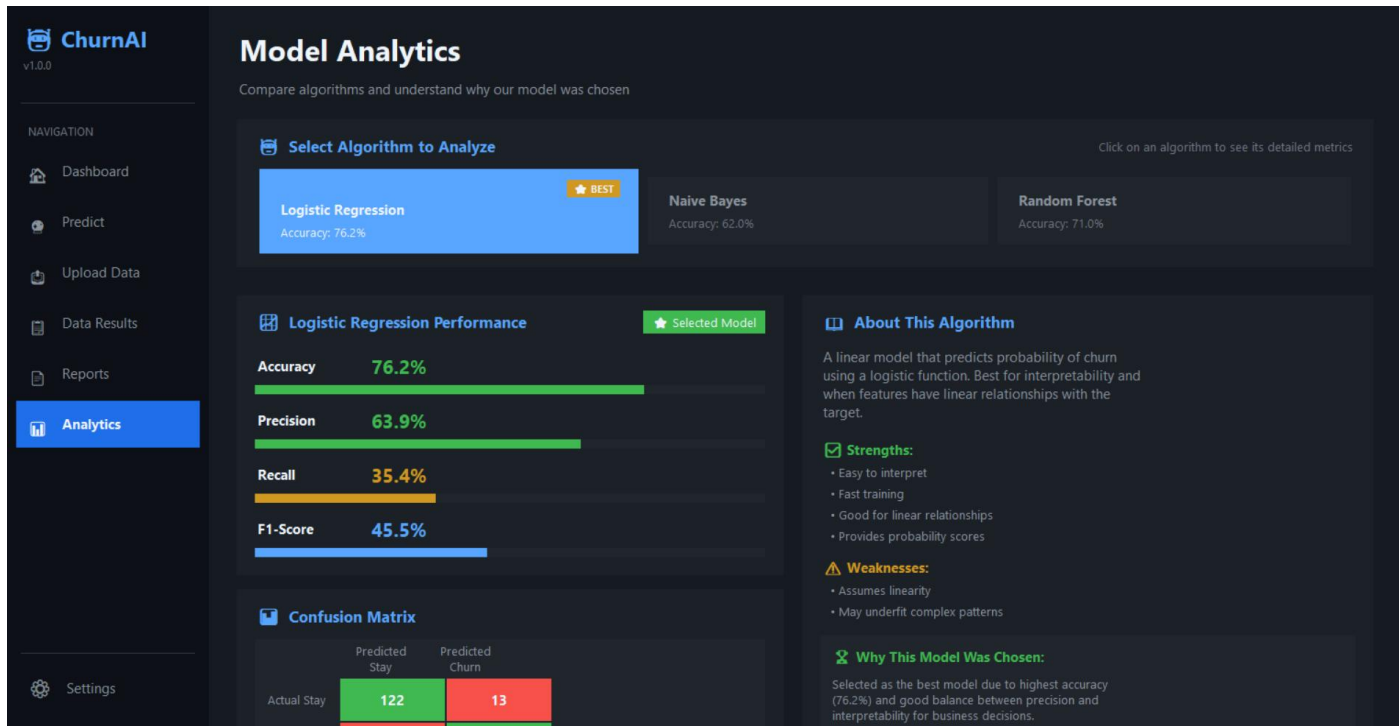 ChurnAI
v1.0.0
NAVIGATION
Dashboard
Predict
Upload Data
Data Results
Reports
Analytics
Settings
Model Analytics
Compare algorithms and understand why our model was chosen
Select Algorithm to Analyze
Click on an algorithm to see its detailed metrics
BEST
Logistic Regression
Accuracy: 76.2%
Naive Bayes
Accuracy: 62.0%
Random Forest
Accuracy: 71.0%
Logistic Regression Performance
Selected Model
Accuracy 76.2%
Precision 63.9%
Recall 35.4%
F1-Score 45.5%
Confusion Matrix
Predicted Stay
Predicted Churn
Actual Stay 122 13
About This Algorithm
A linear model that predicts probability of churn
using a logistic function. Best for interpretability and
when features have linear relationships with the
target.
Strengths:
• Easy to interpret
• Fast training
• Good for linear relationships
• Provides probability scores
Weaknesses:
• Assumes linearity
• May underfit complex patterns
Why This Model Was Chosen:
Selected as the best model due to highest accuracy
(76.2%) and good balance between precision and
interpretability for business decisions.